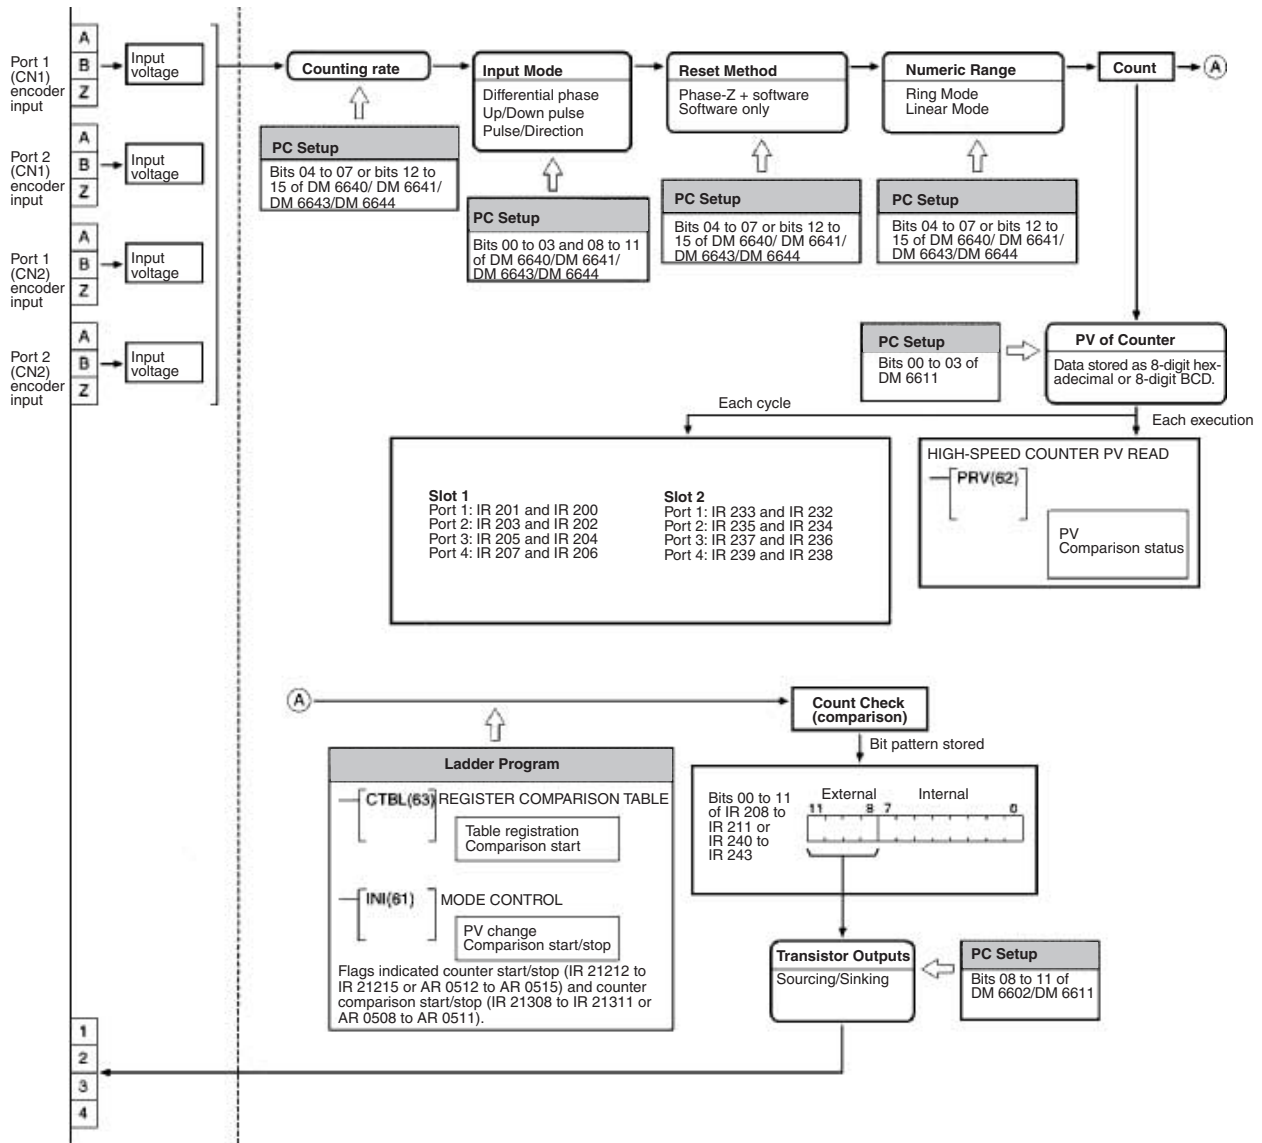 Port 1
(CN1)
encoder
input
A
B
Z
Input
voltage
Port 2
(CN1)
encoder
input
A
B
Z
Input
voltage
Port 1
(CN2)
encoder
input
A
B
Z
Input
voltage
Port 2
(CN2)
encoder
input
A
B
Z
Input
voltage
Counting rate
PC Setup
Bits 04 to 07 or bits 12 to
15 of DM 6640/ DM 6641/
DM 6643/DM 6644
Input Mode
Differential phase
Up/Down pulse
Pulse/Direction
PC Setup
Bits 00 to 03 and 08 to 11
of DM 6640/DM 6641/
DM 6643/DM 6644
Reset Method
Phase-Z + software
Software only
PC Setup
Bits 04 to 07 or bits 12 to
15 of DM 6640/ DM 6641/
DM 6643/DM 6644
Numeric Range
Ring Mode
Linear Mode
PC Setup
Bits 04 to 07 or bits 12 to
15 of DM 6640/ DM 6641/
DM 6643/DM 6644
Count
A
PC Setup
Bits 00 to 03 of
DM 6611
PV of Counter
Data stored as 8-digit hex-
adecimal or 8-digit BCD.
Each cycle
Each execution
Slot 1
Port 1: IR 201 and IR 200
Port 2: IR 203 and IR 202
Port 3: IR 205 and IR 204
Port 4: IR 207 and IR 206
Slot 2
Port 1: IR 233 and IR 232
Port 2: IR 235 and IR 234
Port 3: IR 237 and IR 236
Port 4: IR 239 and IR 238
HIGH-SPEED COUNTER PV READ
PRV(62)
PV
Comparison status
A
Count Check
(comparison)
Bit pattern stored
Ladder Program
CTBL(63) REGISTER COMPARISON TABLE
Table registration
Comparison start
INI(61) MODE CONTROL
PV change
Comparison start/stop
Flags indicated counter start/stop (IR 21212 to
IR 21215 or AR 0512 to AR 0515) and counter
comparison start/stop (IR 21308 to IR 21311 or
AR 0508 to AR 0511).
Bits 00 to 11
of IR 208 to
IR 211 or
IR 240 to
IR 243
External Internal
11 8 7 0
Transistor Outputs
Sourcing/Sinking
PC Setup
Bits 08 to 11 of
DM 6602/DM 6611
1
2
3
4